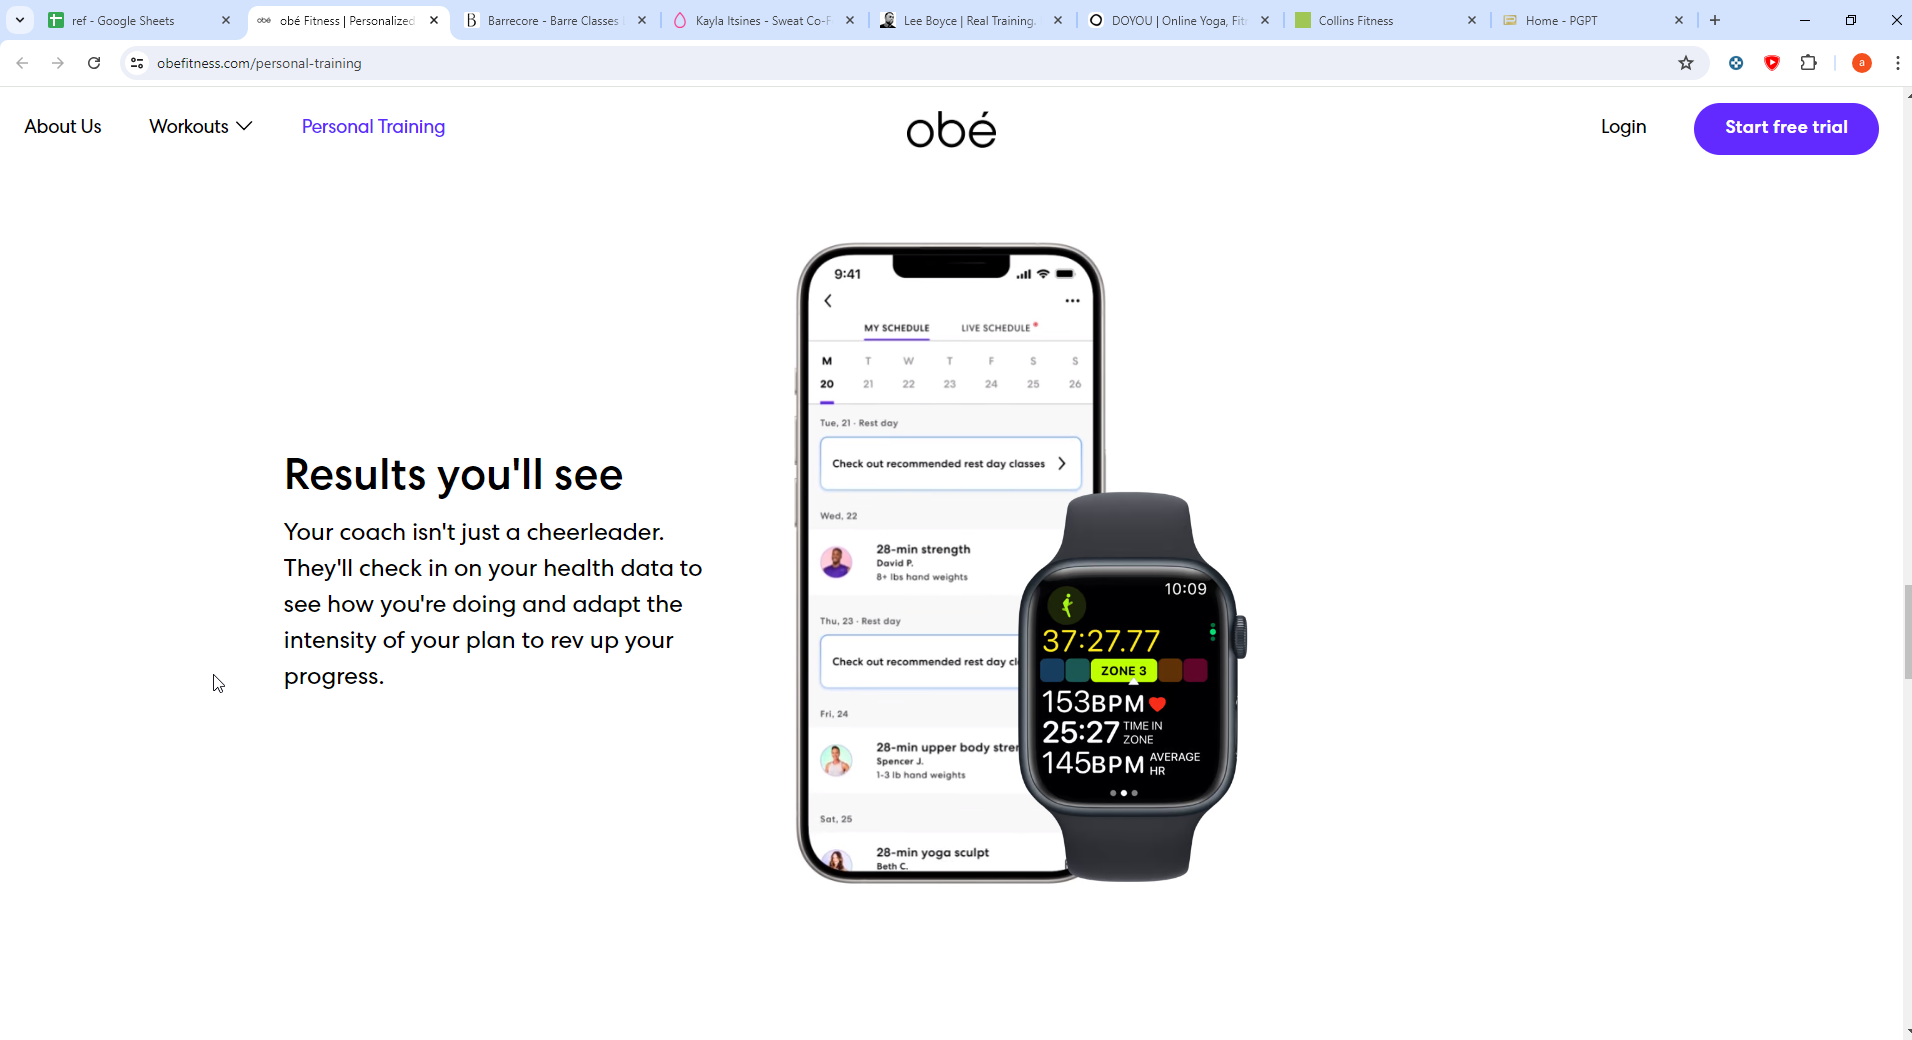 ref - Google Sheets
obé Fitness | Personalized
Barrecore - Barre Classes
Kayla Itsines - Sweat Co-F
Lee Boyce | Real Training.
DOYOU | Online Yoga, Fit
Collins Fitness
Home - PGPT
obefitness.com/personal-training
a
About Us
Workouts
Personal Training
obé
Login
Start free trial
Results you'll see
Your coach isn't just a cheerleader.
They'll check in on your health data to
see how you're doing and adapt the
intensity of your plan to rev up your
progress.
9:41
MY SCHEDULE
LIVE SCHEDULE
M T W T F S S
20 21 22 23 24 25 26
Tue, 21 - Rest day
Check out recommended rest day classes
Wed, 22
28-min strength
David P.
8+ lbs hand weights
Thu, 23 - Rest day
Check out recommended rest day cl
Fri, 24
28-min upper body stren
Spencer J.
1-3 lb hand weights
Sat, 25
28-min yoga sculpt
Beth C.
10:09
37:27.77
ZONE 3
153BPM
25:27 TIME IN ZONE
145BPM AVERAGE HR